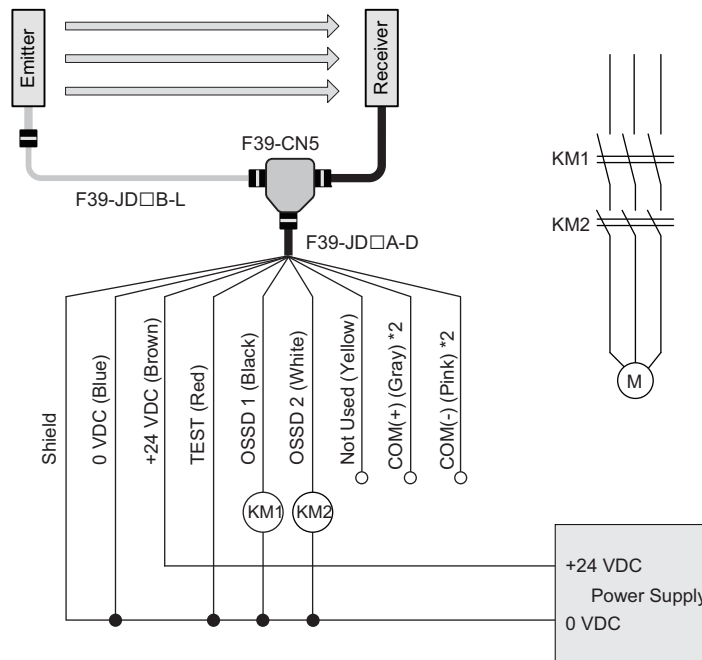 Emitter
Receiver
F39-CN5
F39-JD□B-L
F39-JD□A-D
KM1
KM2
M
Shield
0 VDC (Blue)
+24 VDC (Brown)
TEST (Red)
OSSD 1 (Black)
OSSD 2 (White)
Not Used (Yellow)
COM(+) (Gray) *2
COM(-) (Pink) *2
KM1
KM2
+24 VDC
Power Supply
0 VDC